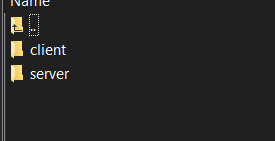 Name
..
client
server